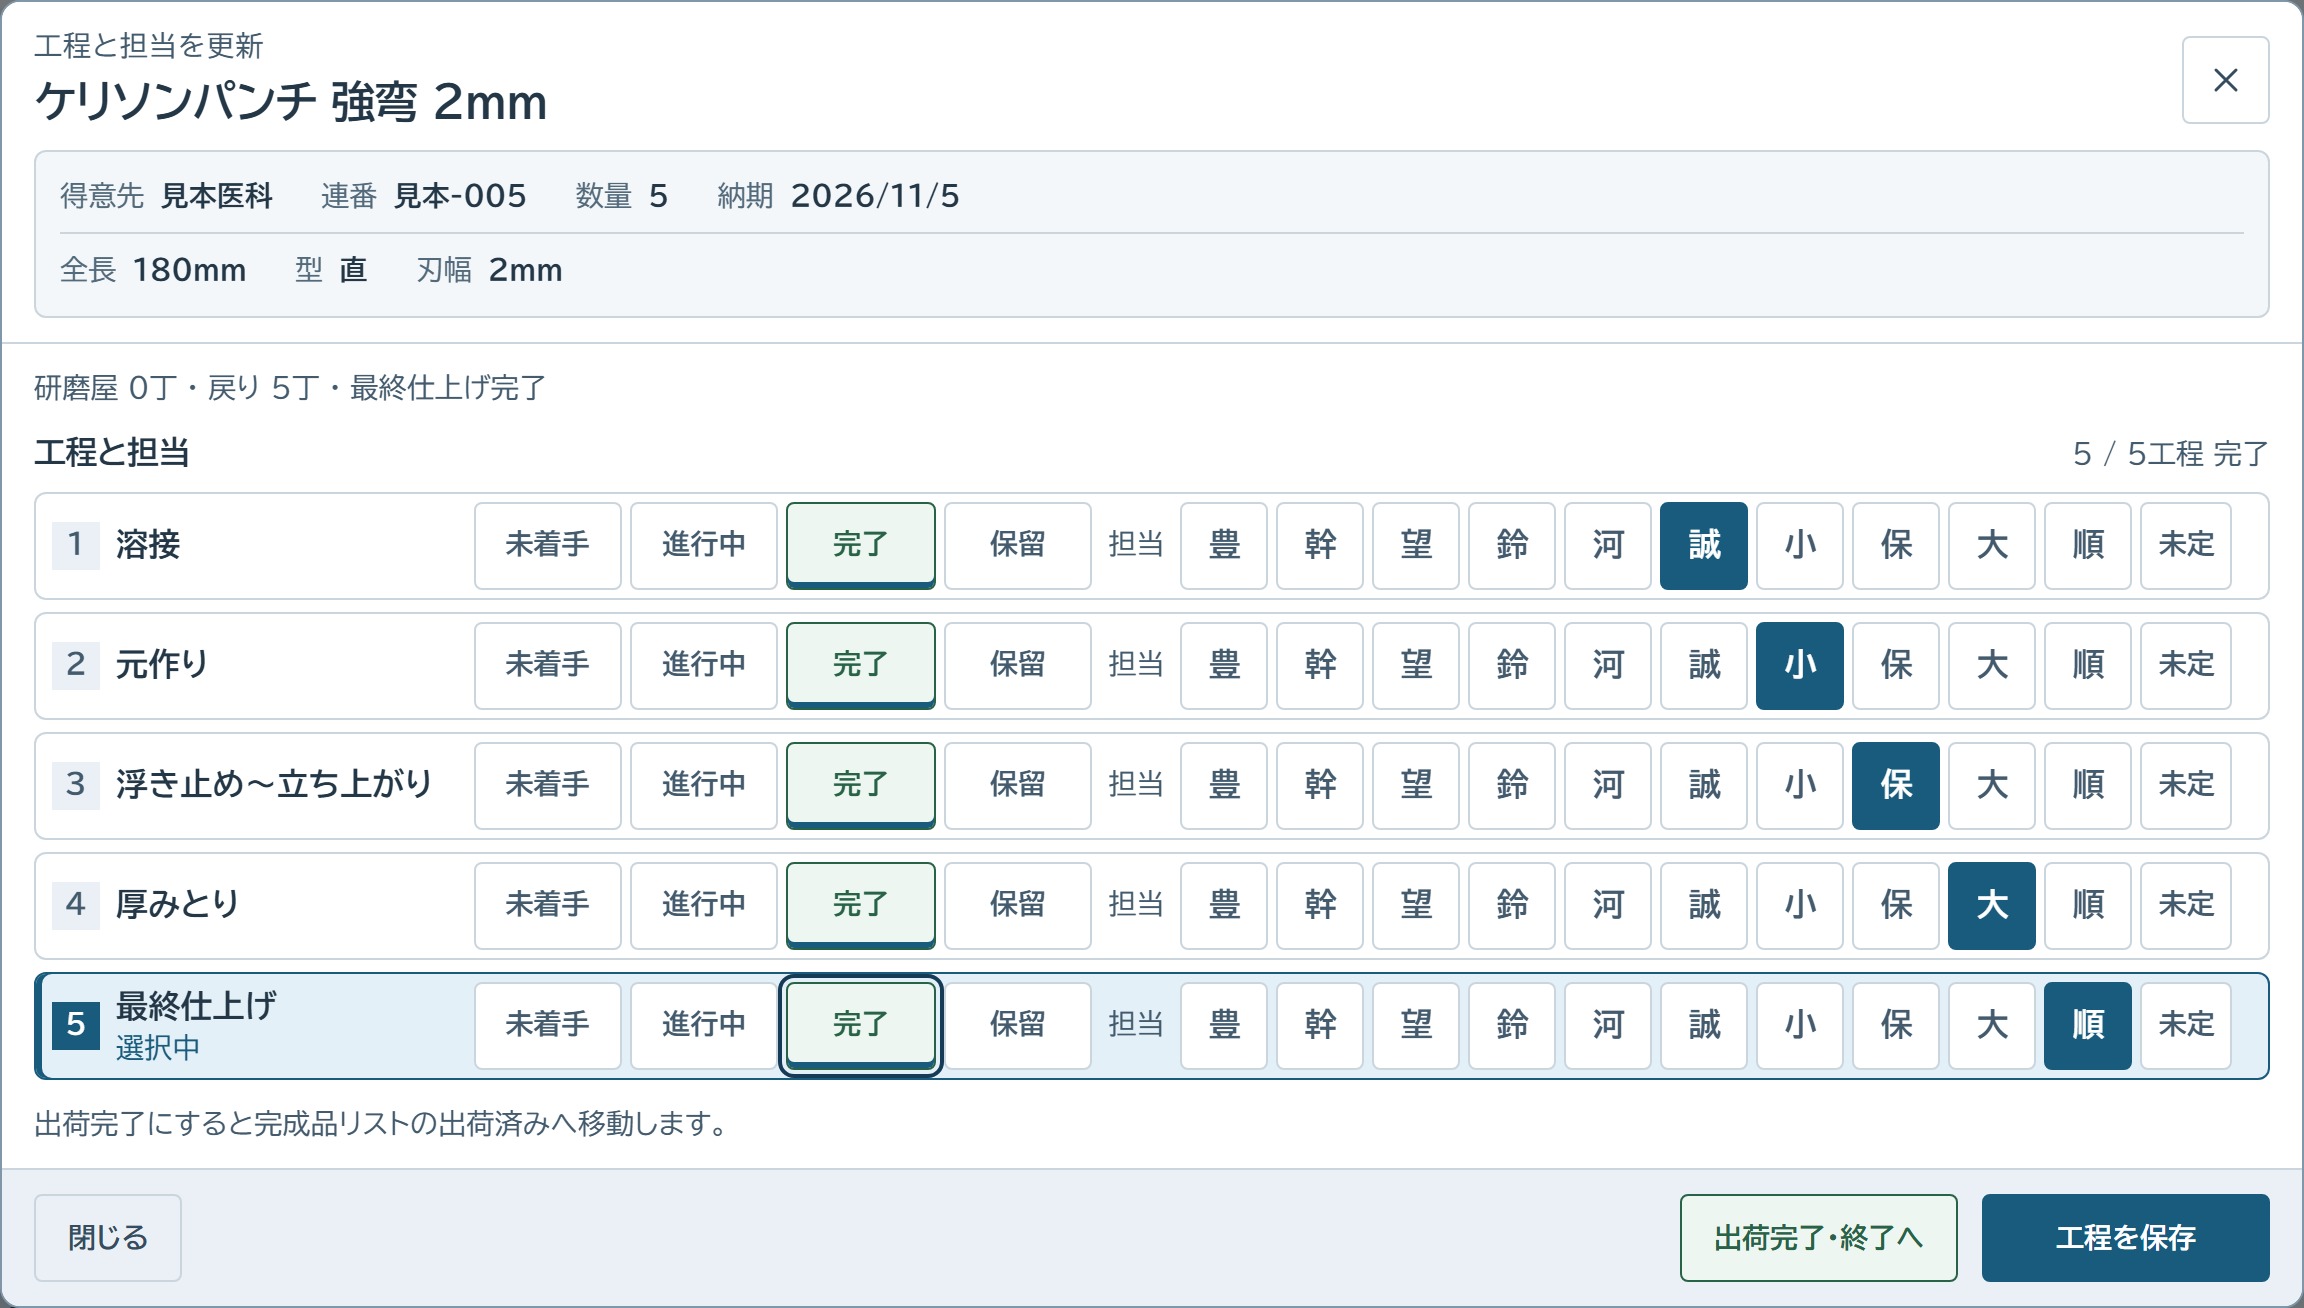 工程と担当を更新
ケリソンパンチ 強弯 2mm
得意先 見本医科 連番 見本-005 数量 5 納期 2026/11/5
全長 180mm 型 直 刃幅 2mm
研磨屋 0丁・戻り 5丁・最終仕上げ完了
工程と担当 5 / 5工程 完了
1 溶接 未着手 進行中 完了 保留 担当 豊 幹 望 鈴 河 誠 小 保 大 順 未定
2 元作り 未着手 進行中 完了 保留 担当 豊 幹 望 鈴 河 誠 小 保 大 順 未定
3 浮き止め～立ち上がり 未着手 進行中 完了 保留 担当 豊 幹 望 鈴 河 誠 小 保 大 順 未定
4 厚みとり 未着手 進行中 完了 保留 担当 豊 幹 望 鈴 河 誠 小 保 大 順 未定
5 最終仕上げ 選択中 未着手 進行中 完了 保留 担当 豊 幹 望 鈴 河 誠 小 保 大 順 未定
出荷完了にすると完成品リストの出荷済みへ移動します。
閉じる 出荷完了・終了へ 工程を保存